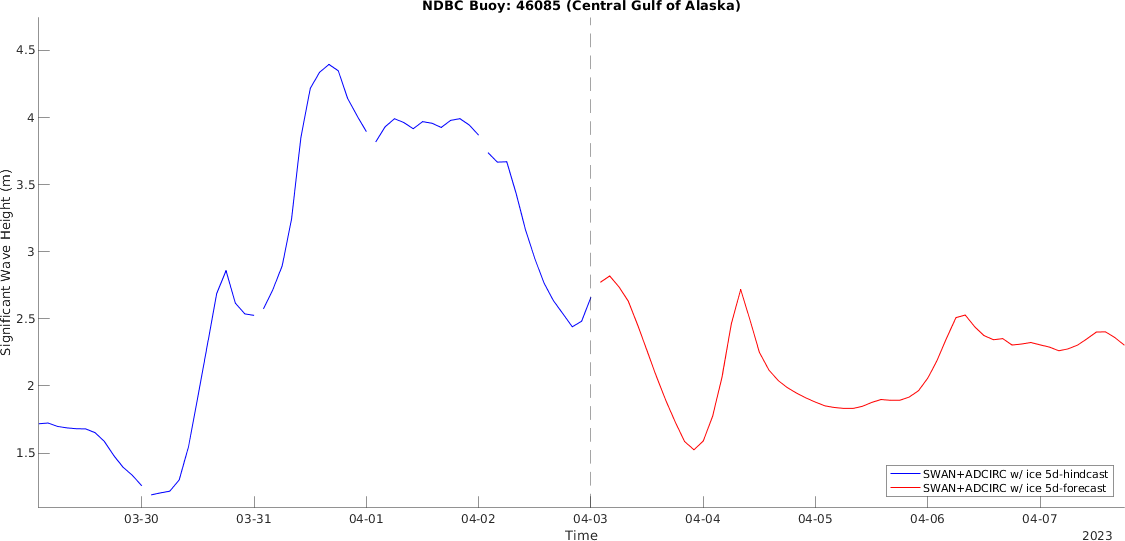 NDBC Buoy: 46085 (Central Gulf of Alaska)
Significant Wave Height (m)
4.5
4
3.5
3
2.5
2
1.5
SWAN+ADCIRC w/ ice 5d-hindcast
SWAN+ADCIRC w/ ice 5d-forecast
03-30 03-31 04-01 04-02 04-03 04-04 04-05 04-06 04-07
Time
2023